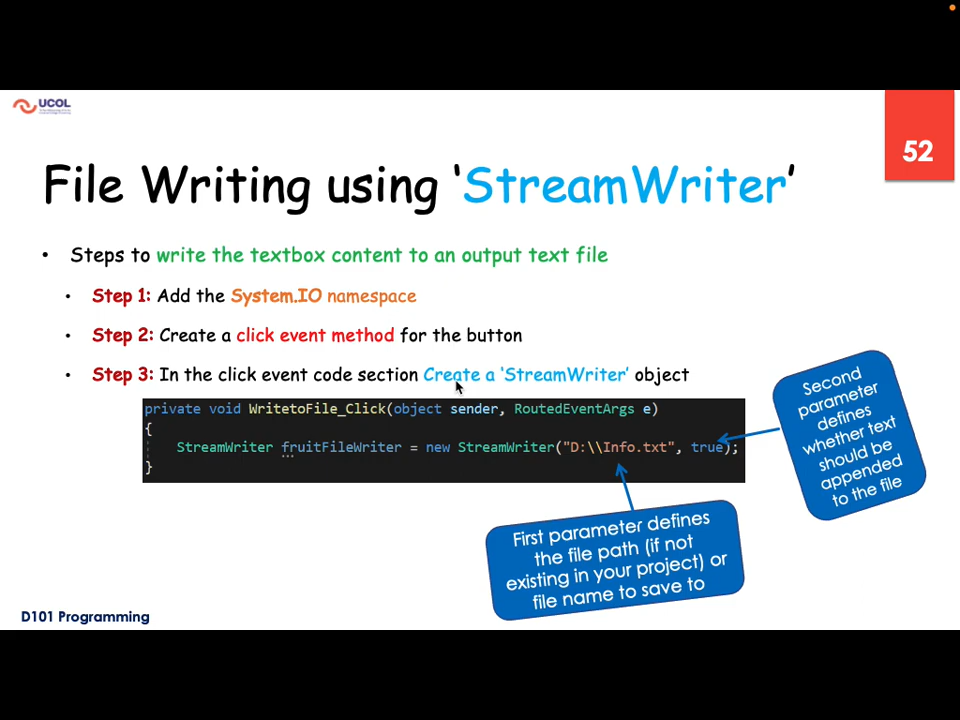 UCOL
52
File Writing using ‘StreamWriter’
• Steps to write the textbox content to an output text file
• Step 1: Add the System.IO namespace
• Step 2: Create a click event method for the button
• Step 3: In the click event code section Create a ‘StreamWriter’ object
private void WritetoFile_Click(object sender, RoutedEventArgs e)
{
StreamWriter fruitFileWriter = new StreamWriter("D:\\Info.txt", true);
}
Second
parameter
defines
whether text
should be
appended
to the file
First parameter defines
the file path (if not
existing in your project) or
file name to save to
D101 Programming